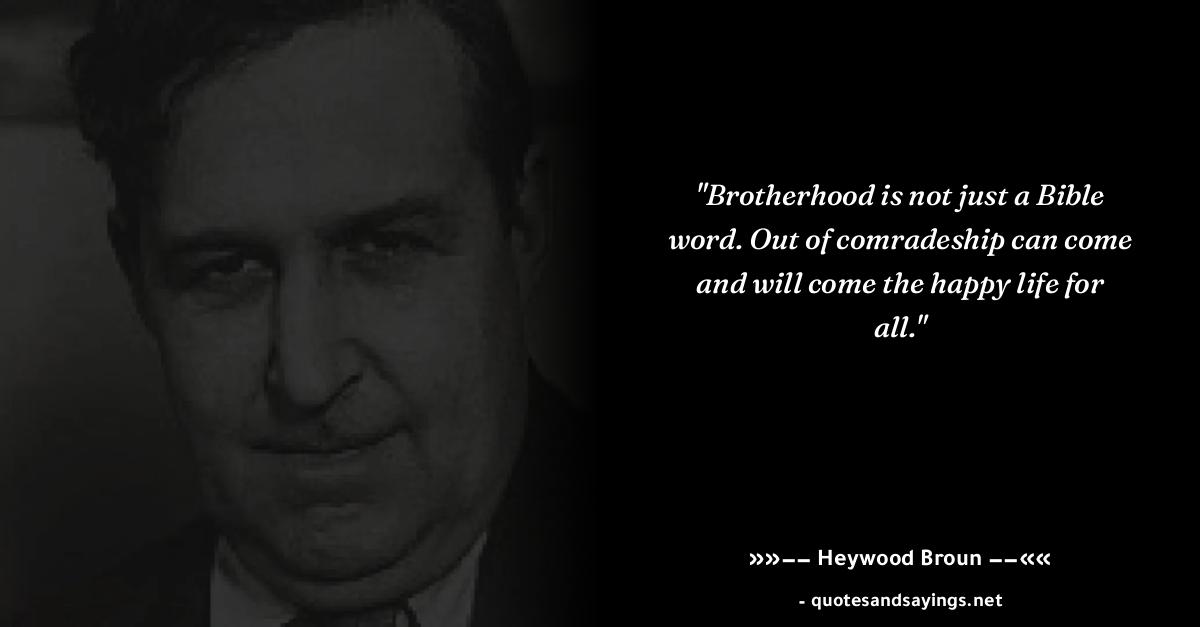 "Brotherhood is not just a Bible
word. Out of comradeship can come
and will come the happy life for
all."
»»–– Heywood Broun ––««
- quotesandsayings.net